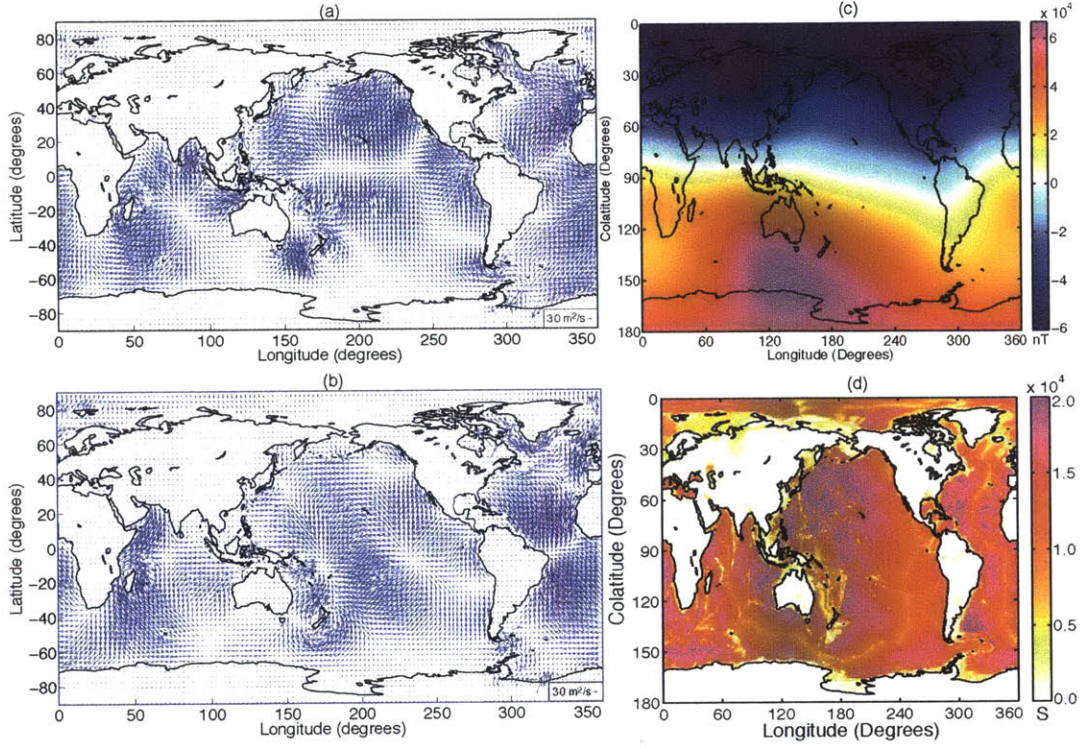 (a)
80
60
40
20
0
-20
-40
-60
-80
Latitude (degrees)
0 50 100 150 200 250 300 350
Longitude (degrees)
30 m²/s -
(c)
0
30
60
90
120
150
180
Colatitude (Degrees)
0 60 120 180 240 300 360
Longitude (Degrees)
x 10⁴
6
4
2
0
-2
-4
-6
nT
(b)
80
60
40
20
0
-20
-40
-60
-80
Latitude (degrees)
0 50 100 150 200 250 300 350
Longitude (degrees)
30 m²/s -
(d)
0
30
60
90
120
150
180
Colatitude (Degrees)
0 60 120 180 240 300 360
Longitude (Degrees)
x 10⁴
2.0
1.5
1.0
0.5
0.0
S